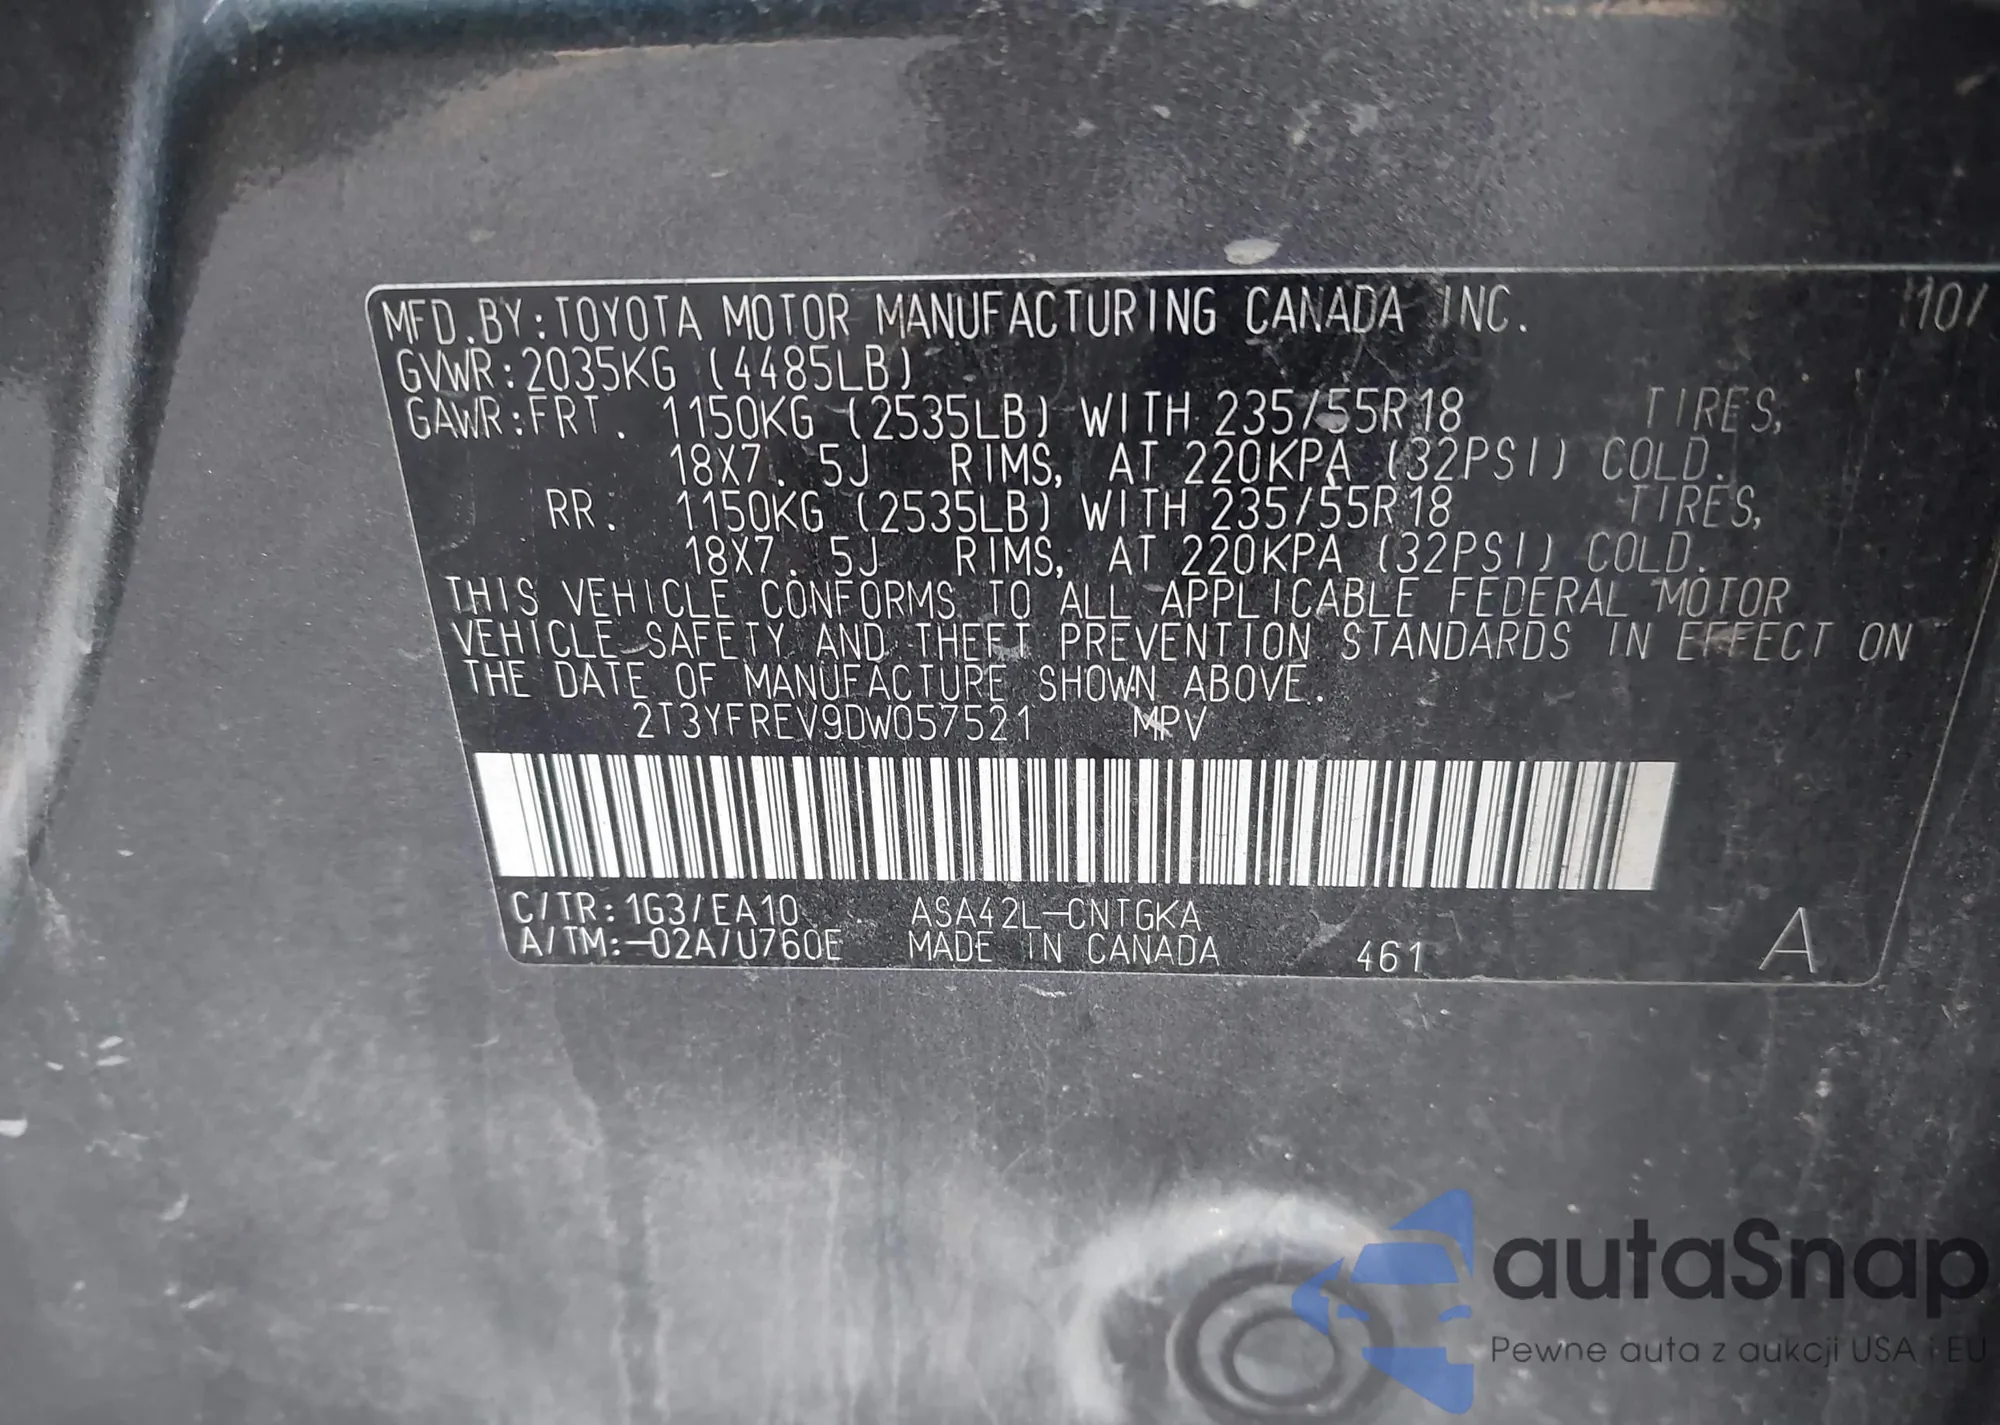 MFD.BY:TOYOTA MOTOR MANUFACTURING CANADA INC. 10/
GVWR:2035KG (4485LB)
GAWR:FRT. 1150KG (2535LB) WITH 235/55R18 TIRES,
18X7.5J RIMS, AT 220KPA (32PSI) COLD.
RR: 1150KG (2535LB) WITH 235/55R18 TIRES,
18X7.5J RIMS, AT 220KPA (32PSI) COLD.
THIS VEHICLE CONFORMS TO ALL APPLICABLE FEDERAL MOTOR
VEHICLE SAFETY AND THEFT PREVENTION STANDARDS IN EFFECT ON
THE DATE OF MANUFACTURE SHOWN ABOVE.
2T3YFREV9DW057521 MPV
C/TR:1G3/EA10 ASA42L-CNTGKA
A/TM:-02A/U760E MADE IN CANADA 461 A
autaSnap
Pewne auta z aukcji USA i EU